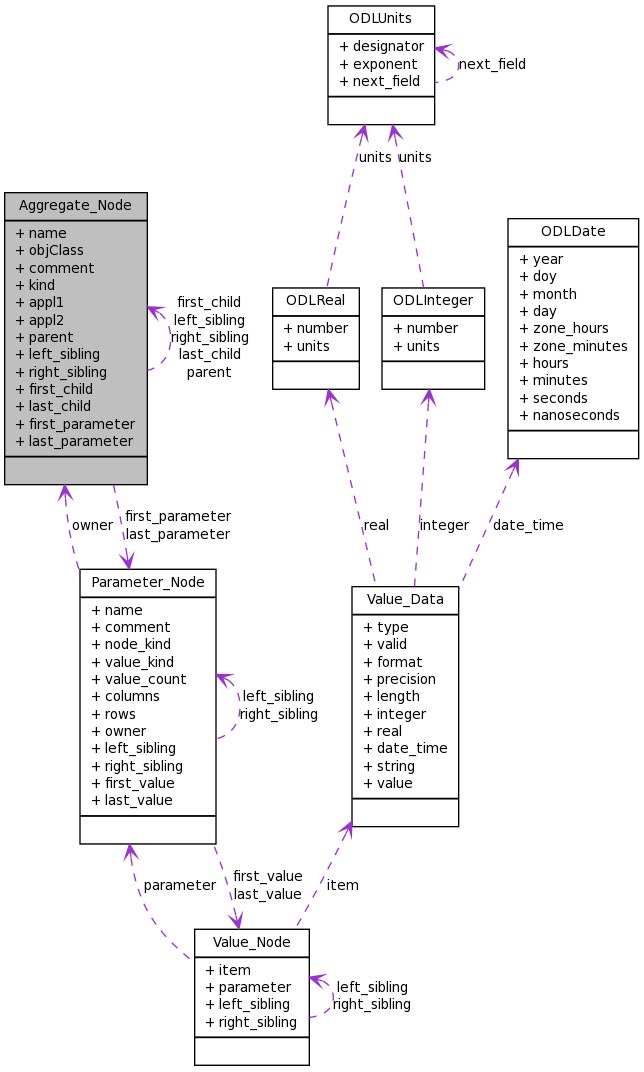 ODLUnits
+ designator
+ exponent
+ next_field
next_field
units
units
Aggregate_Node
+ name
+ objClass
+ comment
+ kind
+ appl1
+ appl2
+ parent
+ left_sibling
+ right_sibling
+ first_child
+ last_child
+ first_parameter
+ last_parameter
first_child
left_sibling
right_sibling
last_child
parent
ODLReal
+ number
+ units
ODLInteger
+ number
+ units
ODLDate
+ year
+ doy
+ month
+ day
+ zone_hours
+ zone_minutes
+ hours
+ minutes
+ seconds
+ nanoseconds
owner
first_parameter
last_parameter
real
integer
date_time
Parameter_Node
+ name
+ comment
+ node_kind
+ value_kind
+ value_count
+ columns
+ rows
+ owner
+ left_sibling
+ right_sibling
+ first_value
+ last_value
left_sibling
right_sibling
Value_Data
+ type
+ valid
+ format
+ precision
+ length
+ integer
+ real
+ date_time
+ string
+ value
parameter
first_value
last_value
item
Value_Node
+ item
+ parameter
+ left_sibling
+ right_sibling
left_sibling
right_sibling